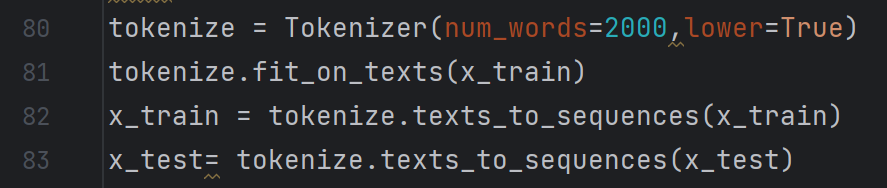 80 tokenize = Tokenizer(num_words=2000,lower=True)
81 tokenize.fit_on_texts(x_train)
82 x_train = tokenize.texts_to_sequences(x_train)
83 x_test= tokenize.texts_to_sequences(x_test)